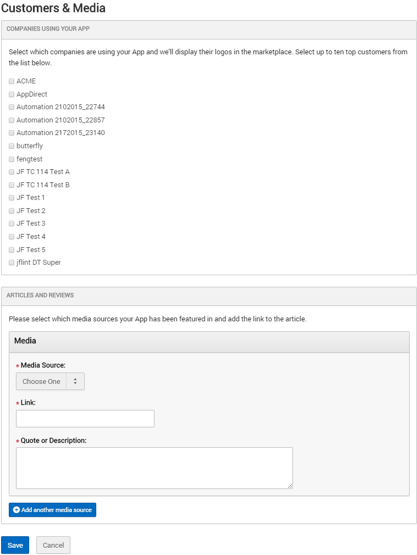 Customers & Media
COMPANIES USING YOUR APP
Select which companies are using your App and we'll display their logos in the marketplace. Select up to ten top customers from
the list below.
ACME
AppDirect
Automation 2102015_22744
Automation 2102015_22857
Automation 2172015_23140
butterfly
fengtest
JF TC 114 Test A
JF TC 114 Test B
JF Test 1
JF Test 2
JF Test 3
JF Test 4
JF Test 5
jflint DT Super
ARTICLES AND REVIEWS
Please select which media sources your App has been featured in and add the link to the article.
Media
Media Source:
Choose One
Link:
Quote or Description:
Add another media source
Save Cancel